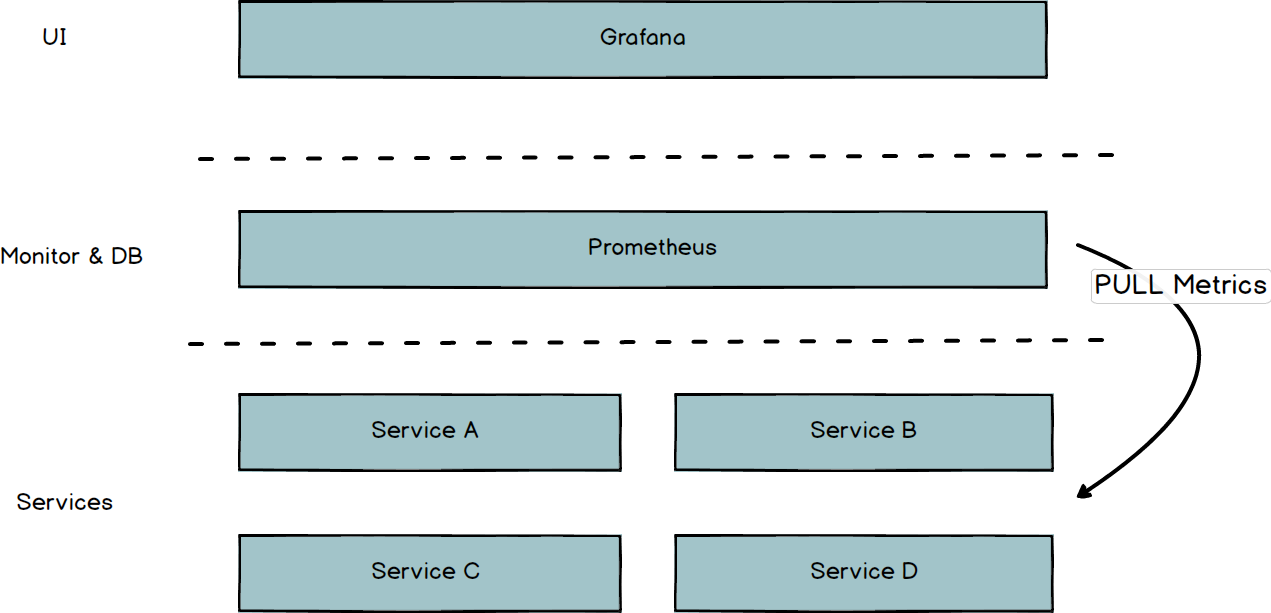 UI
Grafana
Monitor & DB
Prometheus
PULL Metrics
Service A
Service B
Services
Service C
Service D